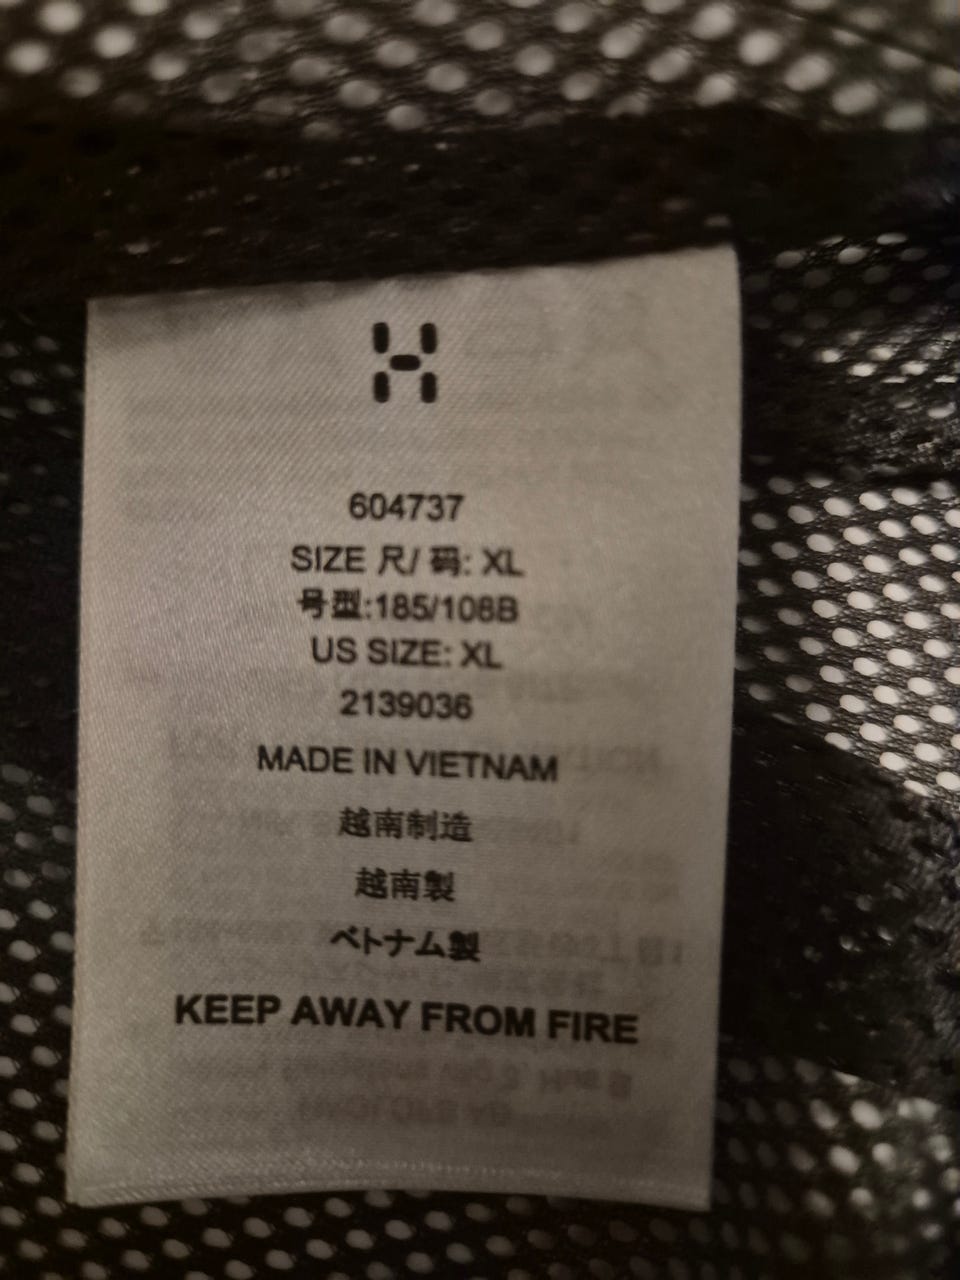 604737
SIZE 尺/ 码: XL
号型:185/108B
US SIZE: XL
2139036
MADE IN VIETNAM
越南制造
越南製
ベトナム製
KEEP AWAY FROM FIRE